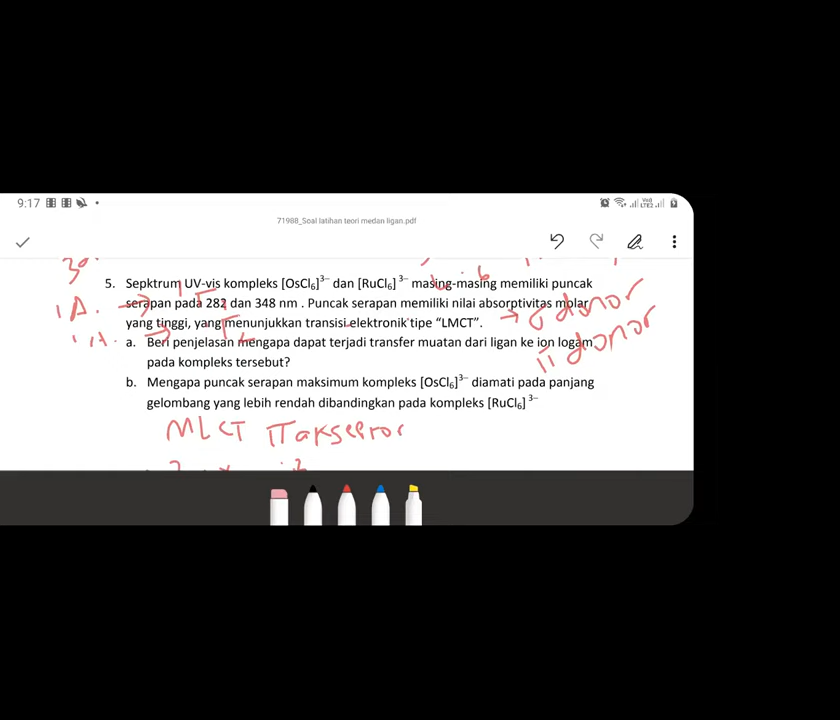 9:17
71988_Soal latihan teori medan ligan.pdf
5. Sepktrum UV-vis kompleks [OsCl₆]³⁻ dan [RuCl₆] ³⁻ masing-masing memiliki puncak
serapan pada 282 dan 348 nm . Puncak serapan memiliki nilai absorptivitas molar
yang tinggi, yang menunjukkan transisi elektronik tipe “LMCT”.
→ σ donor
π donor
a. Beri penjelasan mengapa dapat terjadi transfer muatan dari ligan ke ion logam
pada kompleks tersebut?
b. Mengapa puncak serapan maksimum kompleks [OsCl₆]³⁻ diamati pada panjang
gelombang yang lebih rendah dibandingkan pada kompleks [RuCl₆] ³⁻
MLCT π akseptor